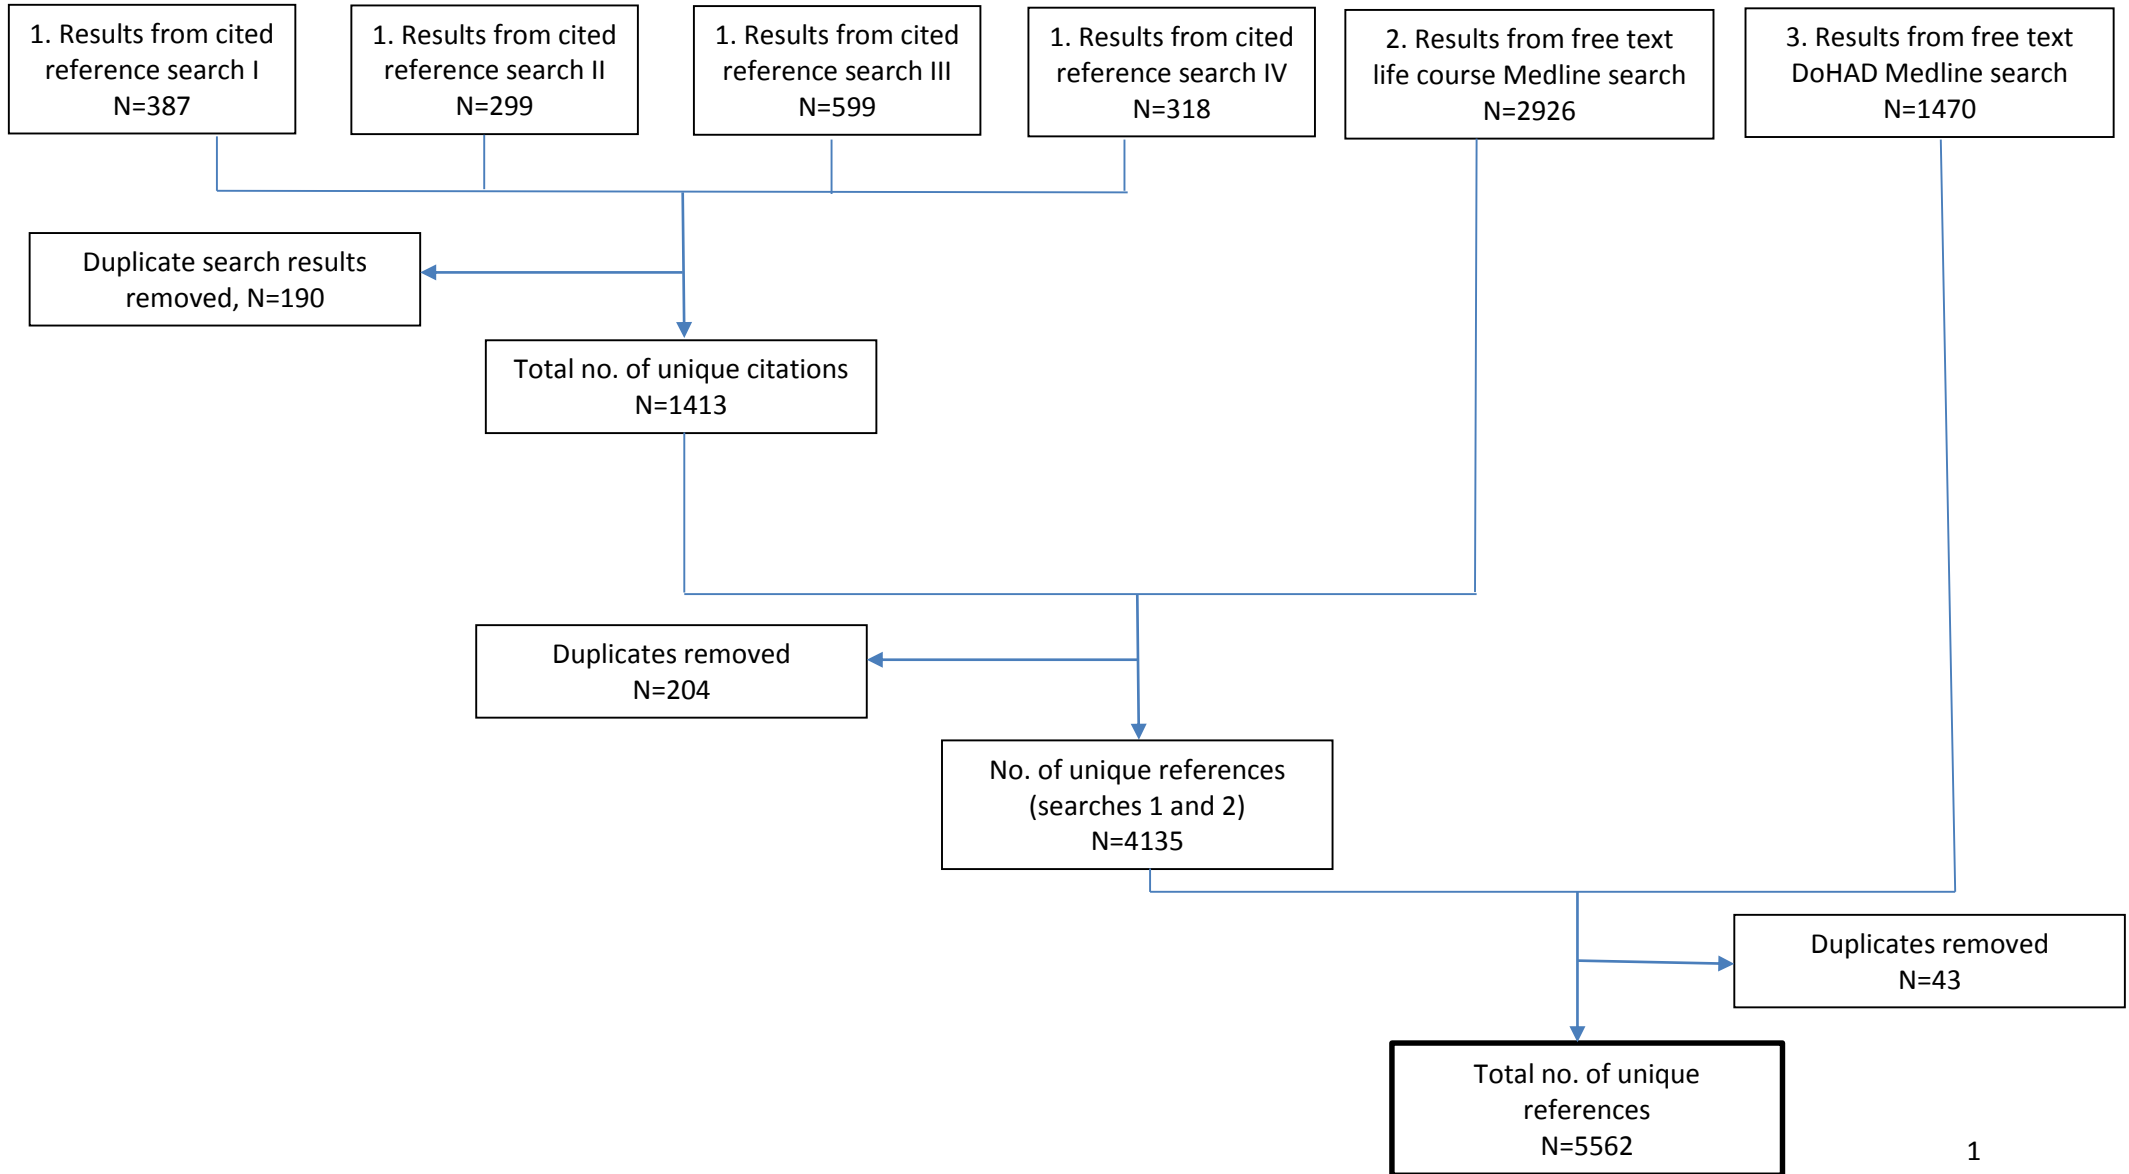 1. Results from cited
reference search I
N=387
1. Results from cited
reference search II
N=299
1. Results from cited
reference search III
N=599
1. Results from cited
reference search IV
N=318
2. Results from free text
life course Medline search
N=2926
3. Results from free text
DoHAD Medline search
N=1470
Duplicate search results
removed, N=190
Total no. of unique citations
N=1413
Duplicates removed
N=204
No. of unique references
(searches 1 and 2)
N=4135
Duplicates removed
N=43
Total no. of unique
references
N=5562
1